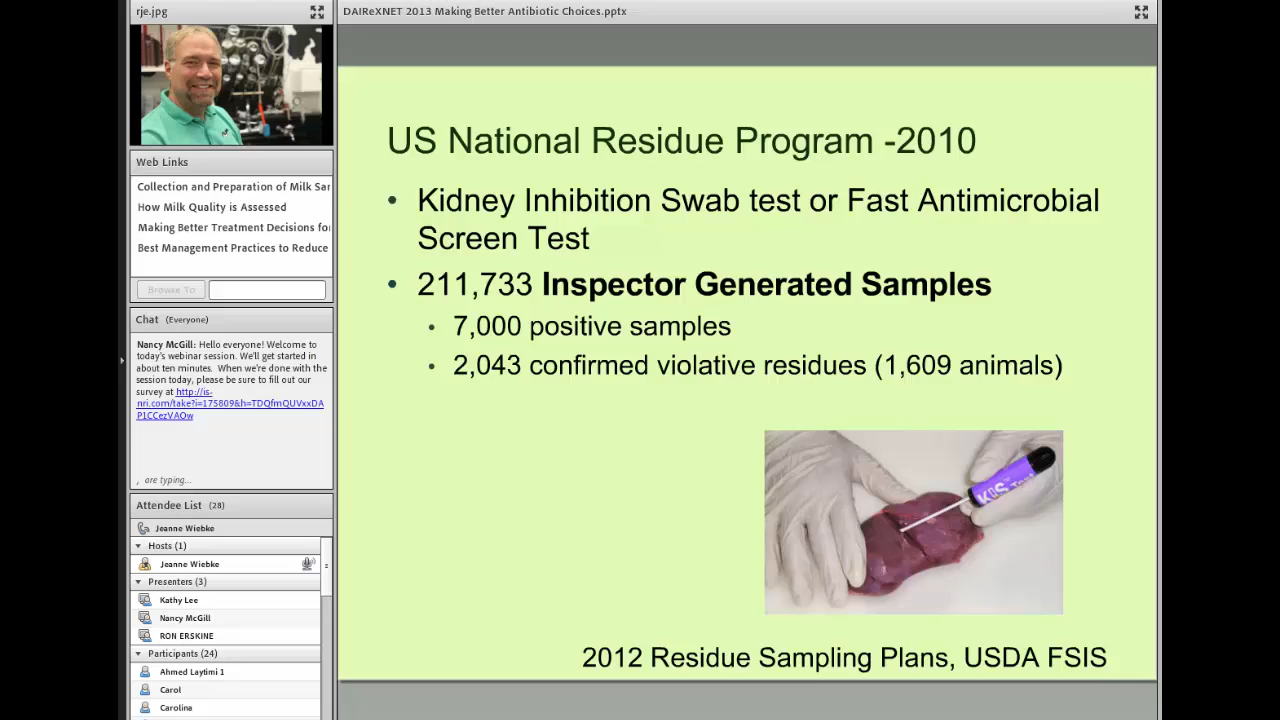 rje.jpg
DAIReXNET 2013 Making Better Antibiotic Choices.pptx
Web Links
Collection and Preparation of Milk Sar
How Milk Quality is Assessed
Making Better Treatment Decisions for
Best Management Practices to Reduce
Browse To
Chat (Everyone)
Nancy McGill: Hello everyone! Welcome to
today's webinar session. We'll get started in
about ten minutes. When we're done with the
session today, please be sure to fill out our
survey at http://is-
nri.com/take?i=175809&h=TDQfmQUVxxDA
P1CCezVAQw
, are typing...
Attendee List (28)
Jeanne Wiebke
Hosts (1)
Jeanne Wiebke
Presenters (3)
Kathy Lee
Nancy McGill
RON ERSKINE
Participants (24)
Ahmed Laytimi 1
Carol
Carolina
US National Residue Program -2010
• Kidney Inhibition Swab test or Fast Antimicrobial
Screen Test
• 211,733 Inspector Generated Samples
• 7,000 positive samples
• 2,043 confirmed violative residues (1,609 animals)
KIS Test
2012 Residue Sampling Plans, USDA FSIS